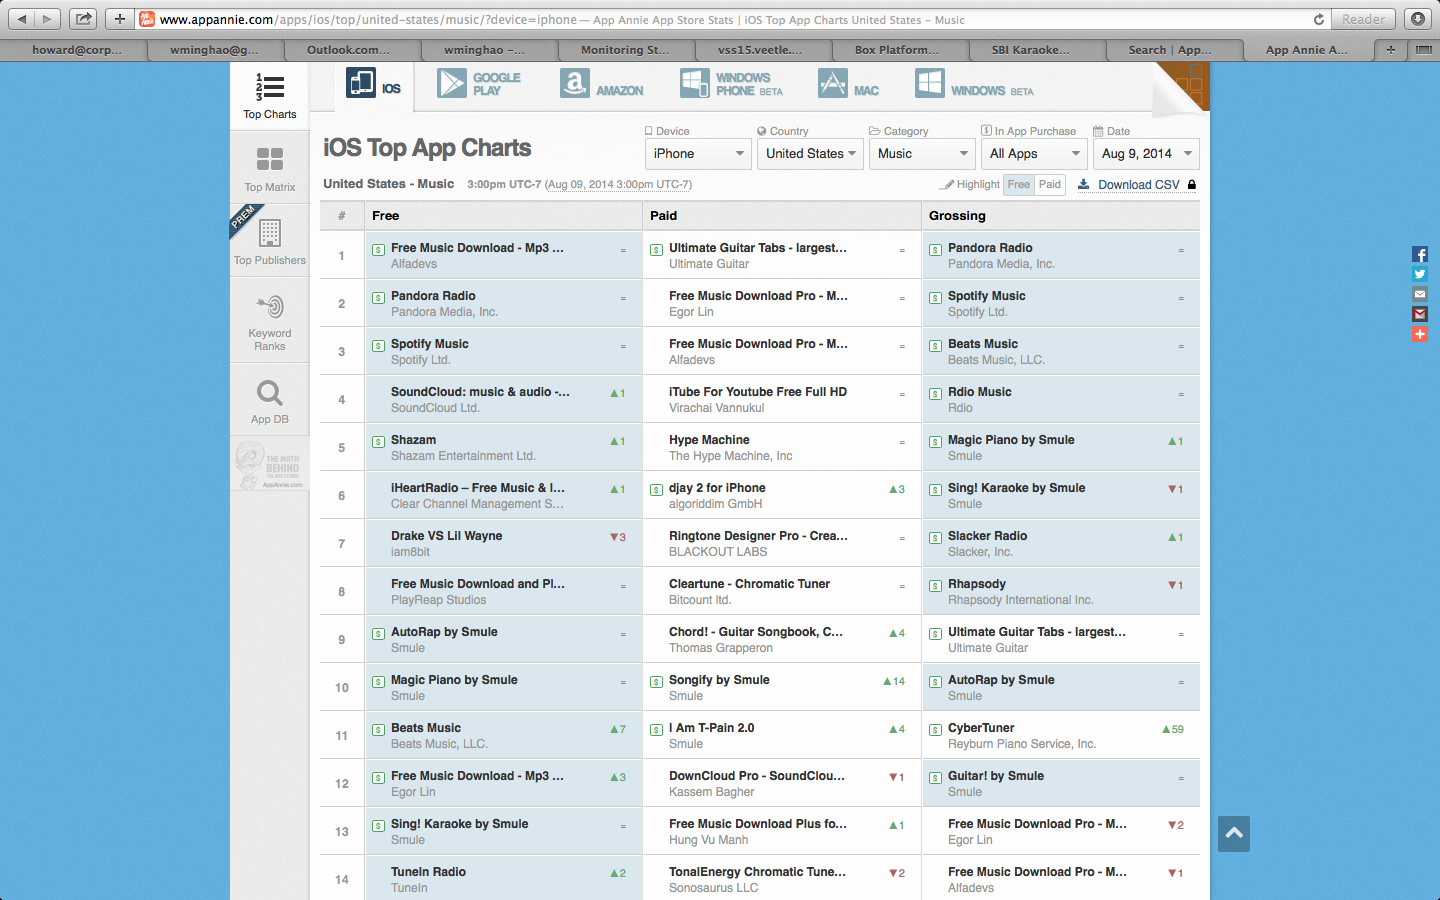 www.appannie.com/apps/ios/top/united-states/music/?device=iphone — App Annie App Store Stats | iOS Top App Charts United States - Music
Reader
howard@corp... wminghao@g... Outlook.com... wminghao -... Monitoring St... vss15.veetle.... Box Platform... SBI Karaoke... Search | App... App Annie A...
1 2 3
Top Charts
Top Matrix
PREM
Top Publishers
Keyword
Ranks
App DB
THE MATH
BEHIND
THE APP STORES
AppAnnie.com
iOS GOOGLE PLAY AMAZON WINDOWS PHONE BETA MAC WINDOWS BETA
iOS Top App Charts
Device Country Category $ In App Purchase Date
iPhone United States Music All Apps Aug 9, 2014
United States - Music 3:00pm UTC-7 (Aug 09, 2014 3:00pm UTC-7)
Highlight Free Paid Download CSV
# Free Paid Grossing
1 $ Free Music Download - Mp3 ... = $ Ultimate Guitar Tabs - largest... = $ Pandora Radio =
Alfadevs Ultimate Guitar Pandora Media, Inc.
2 $ Pandora Radio = Free Music Download Pro - M... = $ Spotify Music =
Pandora Media, Inc. Egor Lin Spotify Ltd.
3 $ Spotify Music = Free Music Download Pro - M... = $ Beats Music =
Spotify Ltd. Alfadevs Beats Music, LLC.
4 SoundCloud: music & audio -... ▲1 iTube For Youtube Free Full HD = $ Rdio Music =
SoundCloud Ltd. Virachai Vannukul Rdio
5 $ Shazam ▲1 Hype Machine = $ Magic Piano by Smule ▲1
Shazam Entertainment Ltd. The Hype Machine, Inc Smule
6 iHeartRadio – Free Music & I... ▲1 $ djay 2 for iPhone ▲3 $ Sing! Karaoke by Smule ▼1
Clear Channel Management S... algoriddim GmbH Smule
7 Drake VS Lil Wayne ▼3 Ringtone Designer Pro - Crea... = $ Slacker Radio ▲1
iam8bit BLACKOUT LABS Slacker, Inc.
8 Free Music Download and Pl... = Cleartune - Chromatic Tuner = $ Rhapsody ▼1
PlayReap Studios Bitcount ltd. Rhapsody International Inc.
9 $ AutoRap by Smule = Chord! - Guitar Songbook, C... ▲4 $ Ultimate Guitar Tabs - largest... =
Smule Thomas Grapperon Ultimate Guitar
10 $ Magic Piano by Smule = $ Songify by Smule ▲14 $ AutoRap by Smule =
Smule Smule Smule
11 $ Beats Music ▲7 $ I Am T-Pain 2.0 ▲4 $ CyberTuner ▲59
Beats Music, LLC. Smule Reyburn Piano Service, Inc.
12 $ Free Music Download - Mp3 ... ▲3 DownCloud Pro - SoundClou... ▼1 $ Guitar! by Smule =
Egor Lin Kassem Bagher Smule
13 $ Sing! Karaoke by Smule = Free Music Download Plus fo... ▲1 Free Music Download Pro - M... ▼2
Smule Hung Vu Manh Egor Lin
14 TuneIn Radio ▲2 TonalEnergy Chromatic Tune... ▼2 Free Music Download Pro - M... ▼1
TuneIn Sonosaurus LLC Alfadevs